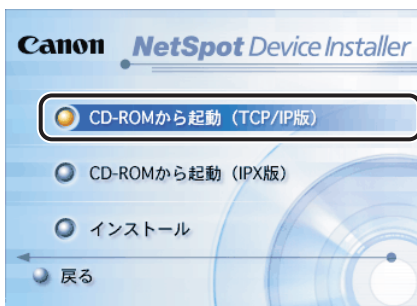 Canon NetSpot Device Installer
CD-ROMから起動（TCP/IP版）
CD-ROMから起動（IPX版）
インストール
戻る